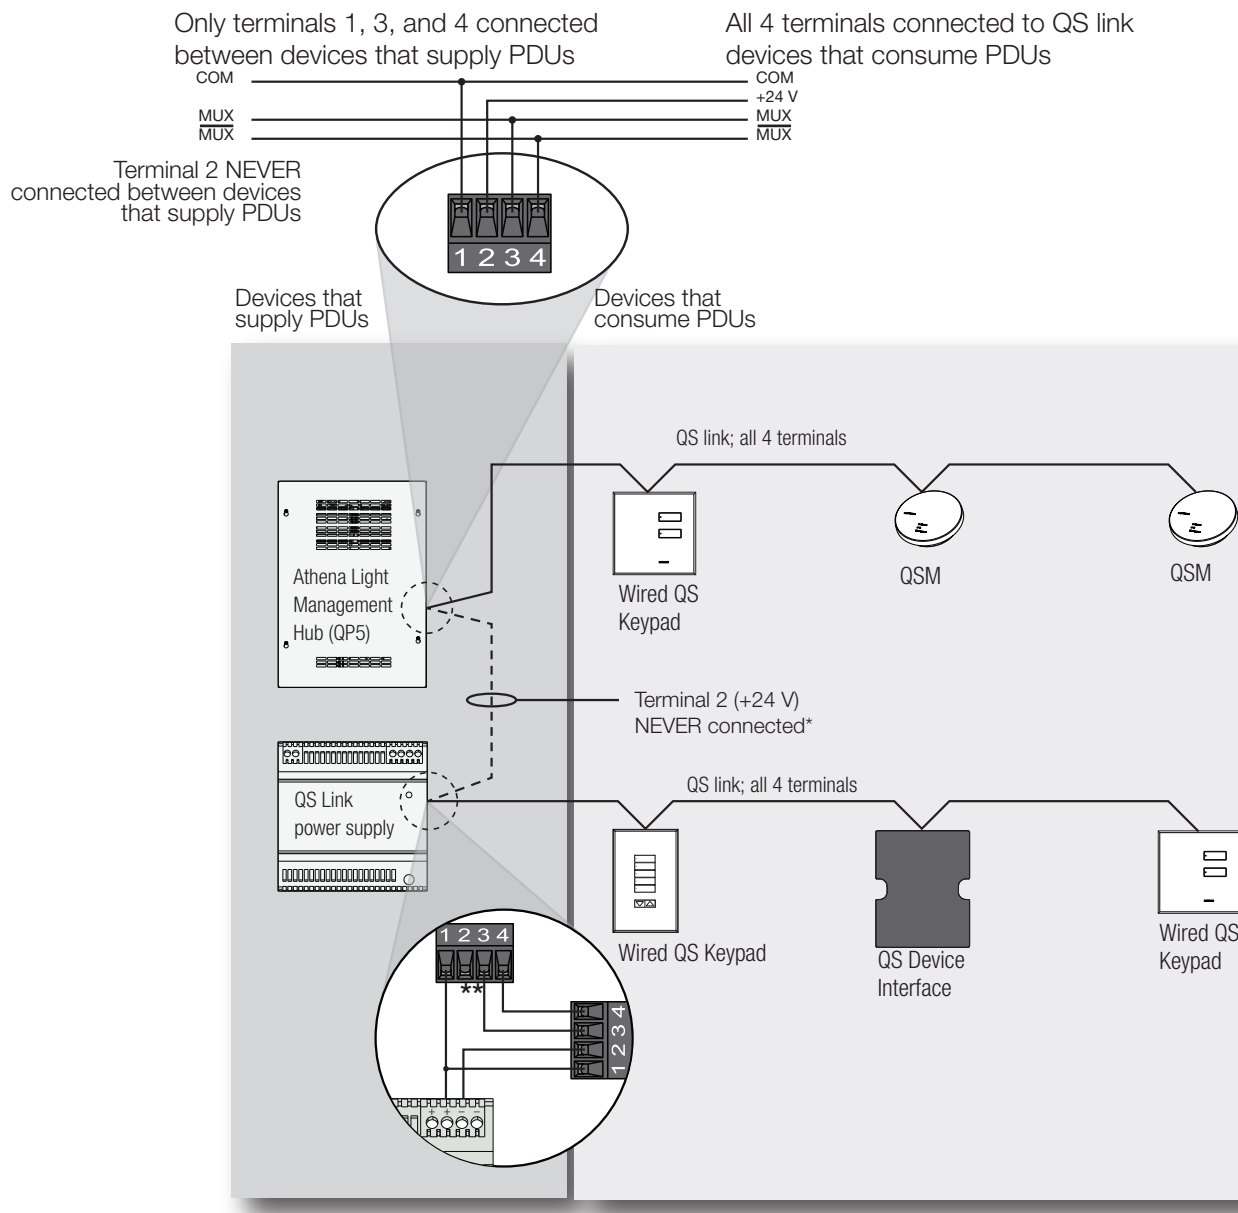 Only terminals 1, 3, and 4 connected
between devices that supply PDUs
All 4 terminals connected to QS link
devices that consume PDUs
COM
MUX
MUX
COM
+24 V
MUX
MUX
Terminal 2 NEVER
connected between devices
that supply PDUs
1 2 3 4
Devices that
supply PDUs
Devices that
consume PDUs
QS link; all 4 terminals
Athena Light
Management
Hub (QP5)
Wired QS
Keypad
QSM
QSM
Terminal 2 (+24 V)
NEVER connected*
QS link; all 4 terminals
QS Link
power supply
Wired QS Keypad
QS Device
Interface
Wired QS
Keypad
1 2 3 4
**
1 2 3 4
+ + − −